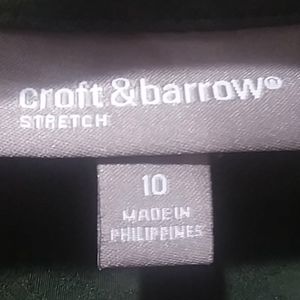 croft & barrow®
STRETCH
10
MADE IN
PHILIPPINES